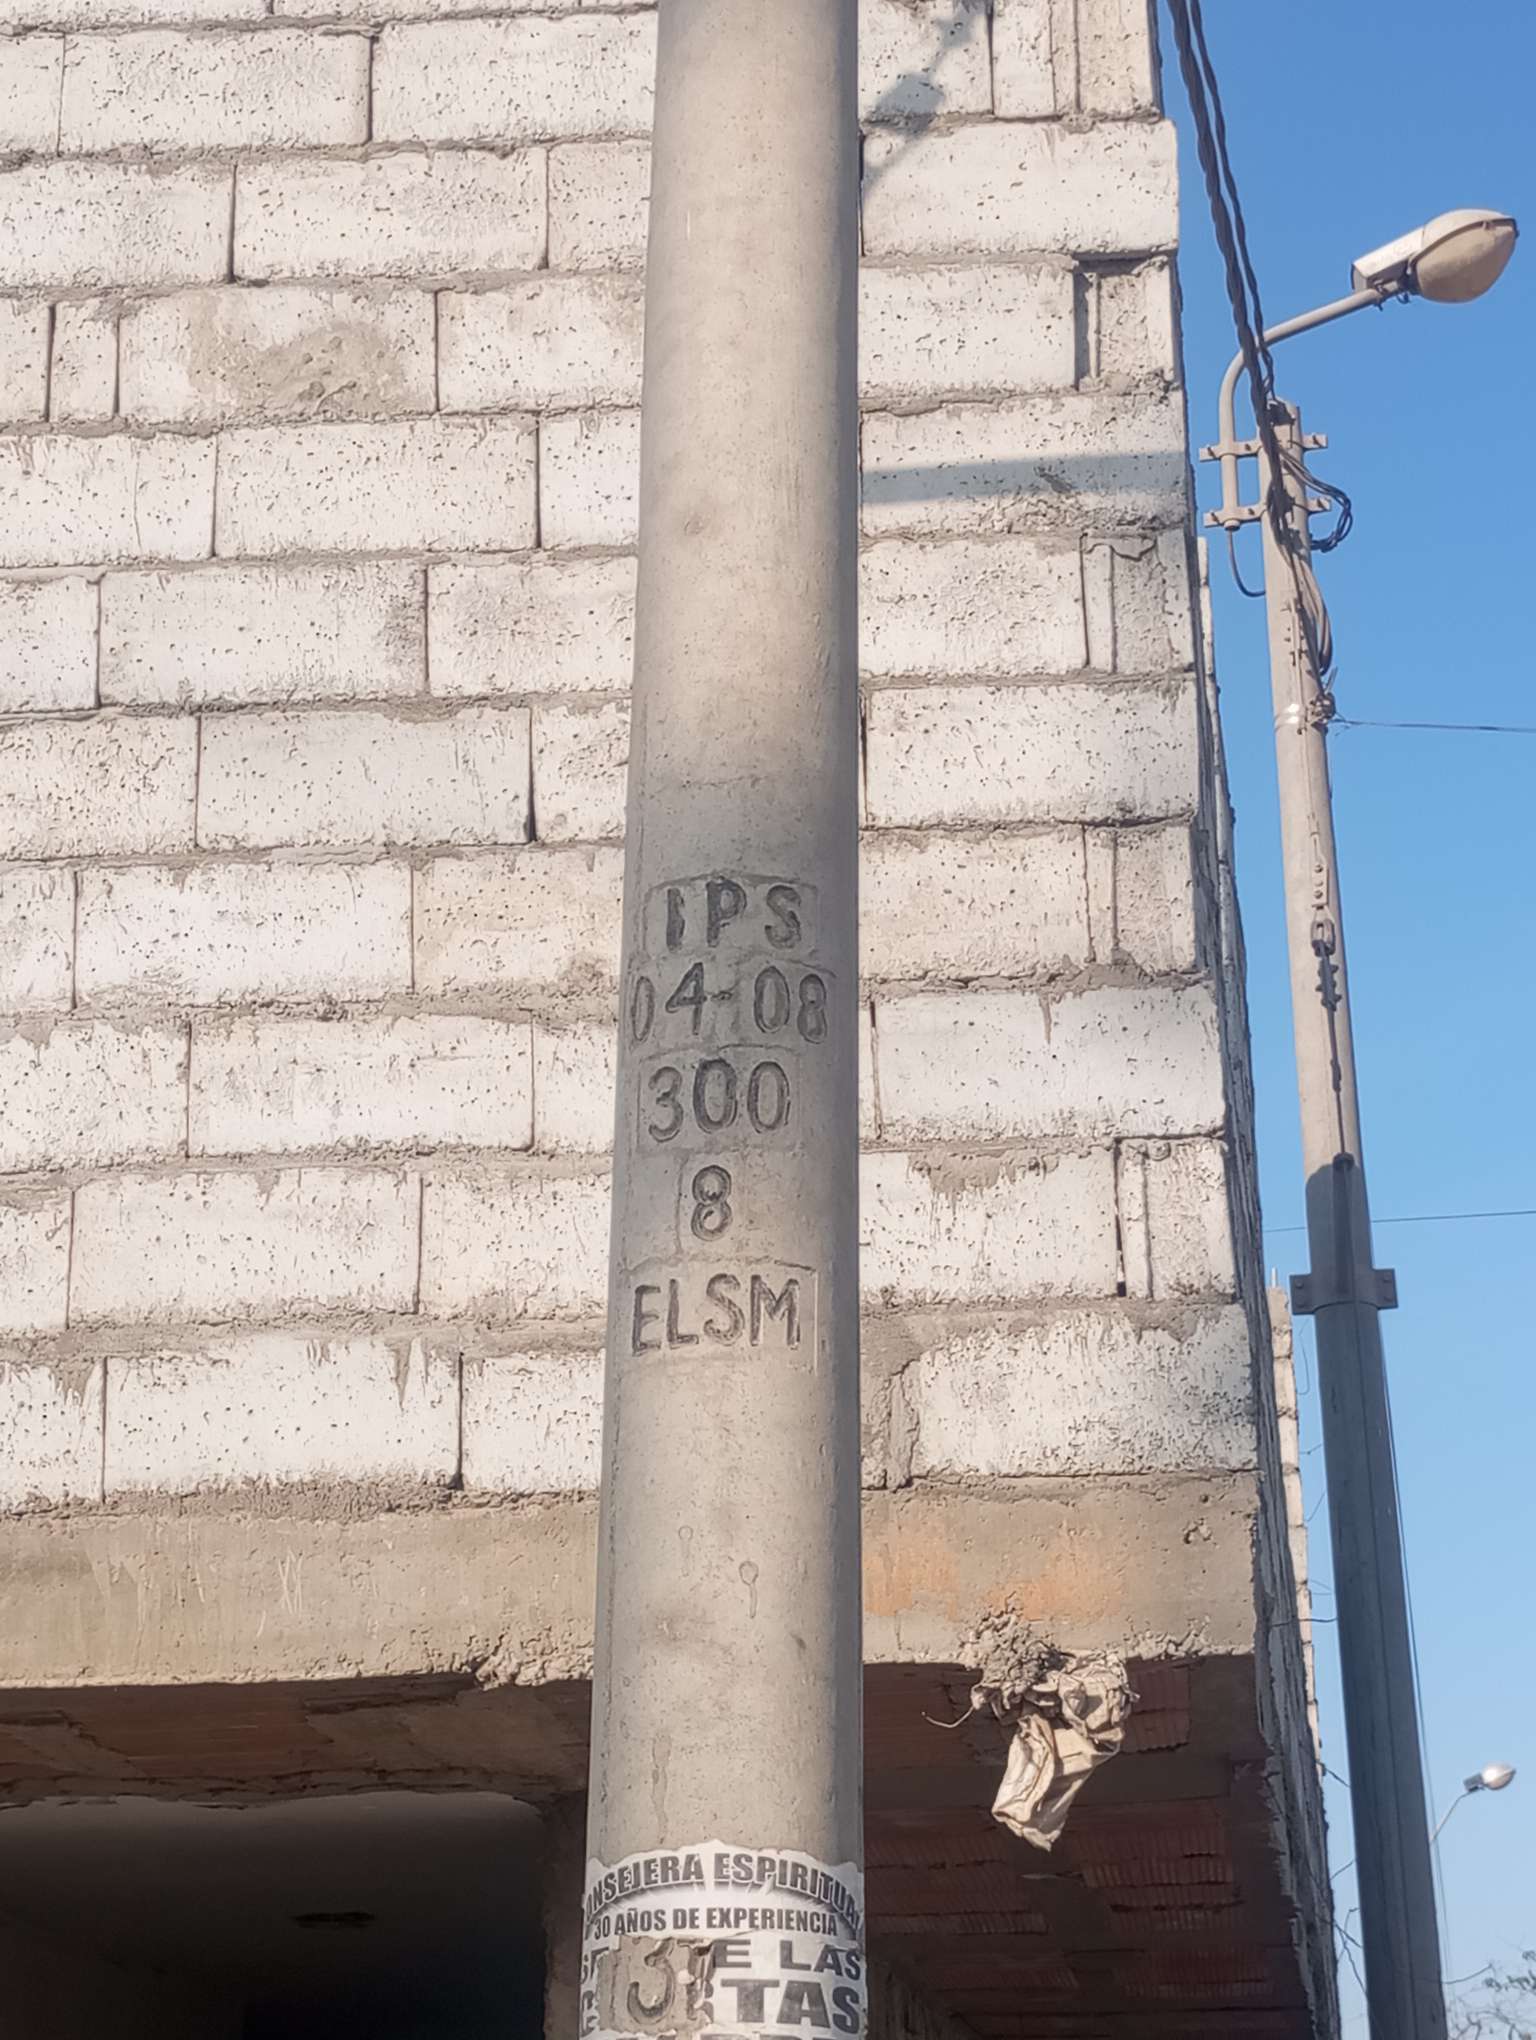 IPS
04-08
300
8
ELSM
CONSEJERA ESPIRITUAL
30 AÑOS DE EXPERIENCIA
E LAS
TAS